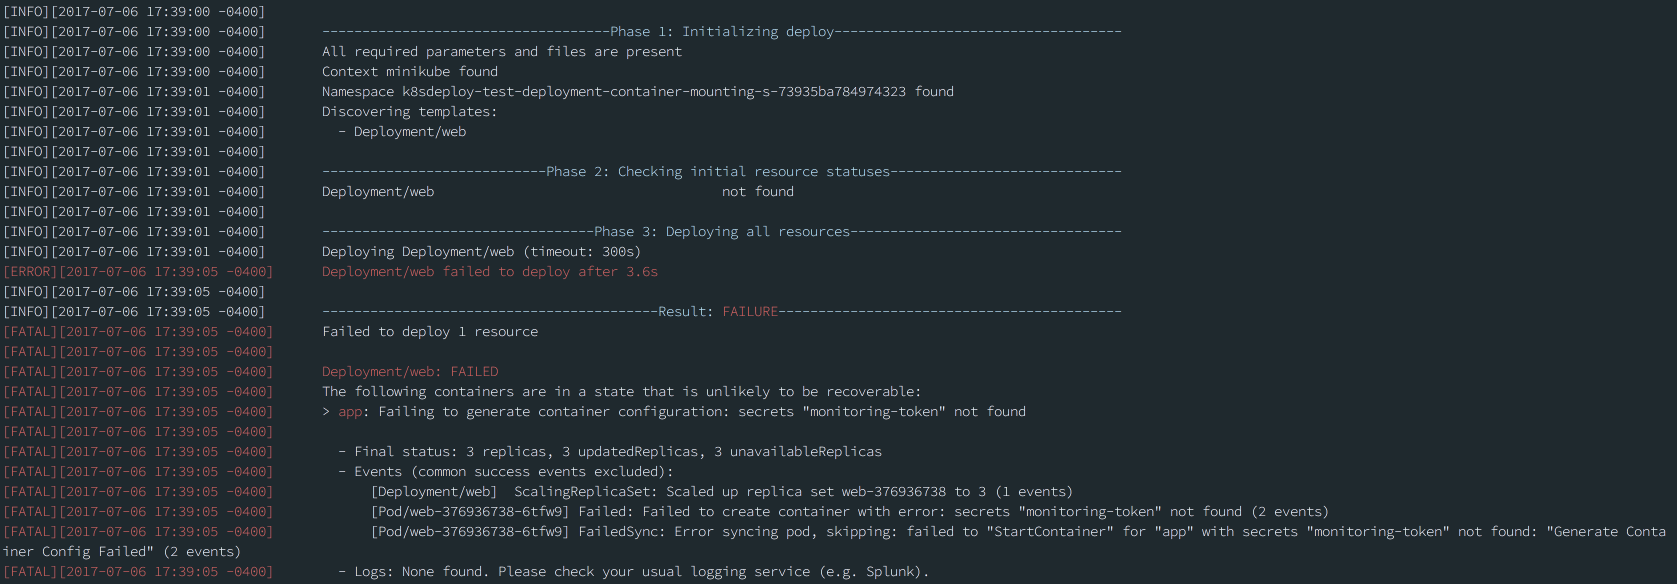 [INFO][2017-07-06 17:39:00 -0400]
[INFO][2017-07-06 17:39:00 -0400] ------------------------------------Phase 1: Initializing deploy------------------------------------
[INFO][2017-07-06 17:39:00 -0400] All required parameters and files are present
[INFO][2017-07-06 17:39:00 -0400] Context minikube found
[INFO][2017-07-06 17:39:01 -0400] Namespace k8sdeploy-test-deployment-container-mounting-s-73935ba784974323 found
[INFO][2017-07-06 17:39:01 -0400] Discovering templates:
[INFO][2017-07-06 17:39:01 -0400] - Deployment/web
[INFO][2017-07-06 17:39:01 -0400]
[INFO][2017-07-06 17:39:01 -0400] ----------------------------Phase 2: Checking initial resource statuses-----------------------------
[INFO][2017-07-06 17:39:01 -0400] Deployment/web not found
[INFO][2017-07-06 17:39:01 -0400]
[INFO][2017-07-06 17:39:01 -0400] ----------------------------------Phase 3: Deploying all resources----------------------------------
[INFO][2017-07-06 17:39:01 -0400] Deploying Deployment/web (timeout: 300s)
[ERROR][2017-07-06 17:39:05 -0400] Deployment/web failed to deploy after 3.6s
[INFO][2017-07-06 17:39:05 -0400]
[INFO][2017-07-06 17:39:05 -0400] ------------------------------------------Result: FAILURE-------------------------------------------
[FATAL][2017-07-06 17:39:05 -0400] Failed to deploy 1 resource
[FATAL][2017-07-06 17:39:05 -0400]
[FATAL][2017-07-06 17:39:05 -0400] Deployment/web: FAILED
[FATAL][2017-07-06 17:39:05 -0400] The following containers are in a state that is unlikely to be recoverable:
[FATAL][2017-07-06 17:39:05 -0400] > app: Failing to generate container configuration: secrets "monitoring-token" not found
[FATAL][2017-07-06 17:39:05 -0400]
[FATAL][2017-07-06 17:39:05 -0400] - Final status: 3 replicas, 3 updatedReplicas, 3 unavailableReplicas
[FATAL][2017-07-06 17:39:05 -0400] - Events (common success events excluded):
[FATAL][2017-07-06 17:39:05 -0400] [Deployment/web] ScalingReplicaSet: Scaled up replica set web-376936738 to 3 (1 events)
[FATAL][2017-07-06 17:39:05 -0400] [Pod/web-376936738-6tfw9] Failed: Failed to create container with error: secrets "monitoring-token" not found (2 events)
[FATAL][2017-07-06 17:39:05 -0400] [Pod/web-376936738-6tfw9] FailedSync: Error syncing pod, skipping: failed to "StartContainer" for "app" with secrets "monitoring-token" not found: "Generate Conta
iner Config Failed" (2 events)
[FATAL][2017-07-06 17:39:05 -0400] - Logs: None found. Please check your usual logging service (e.g. Splunk).